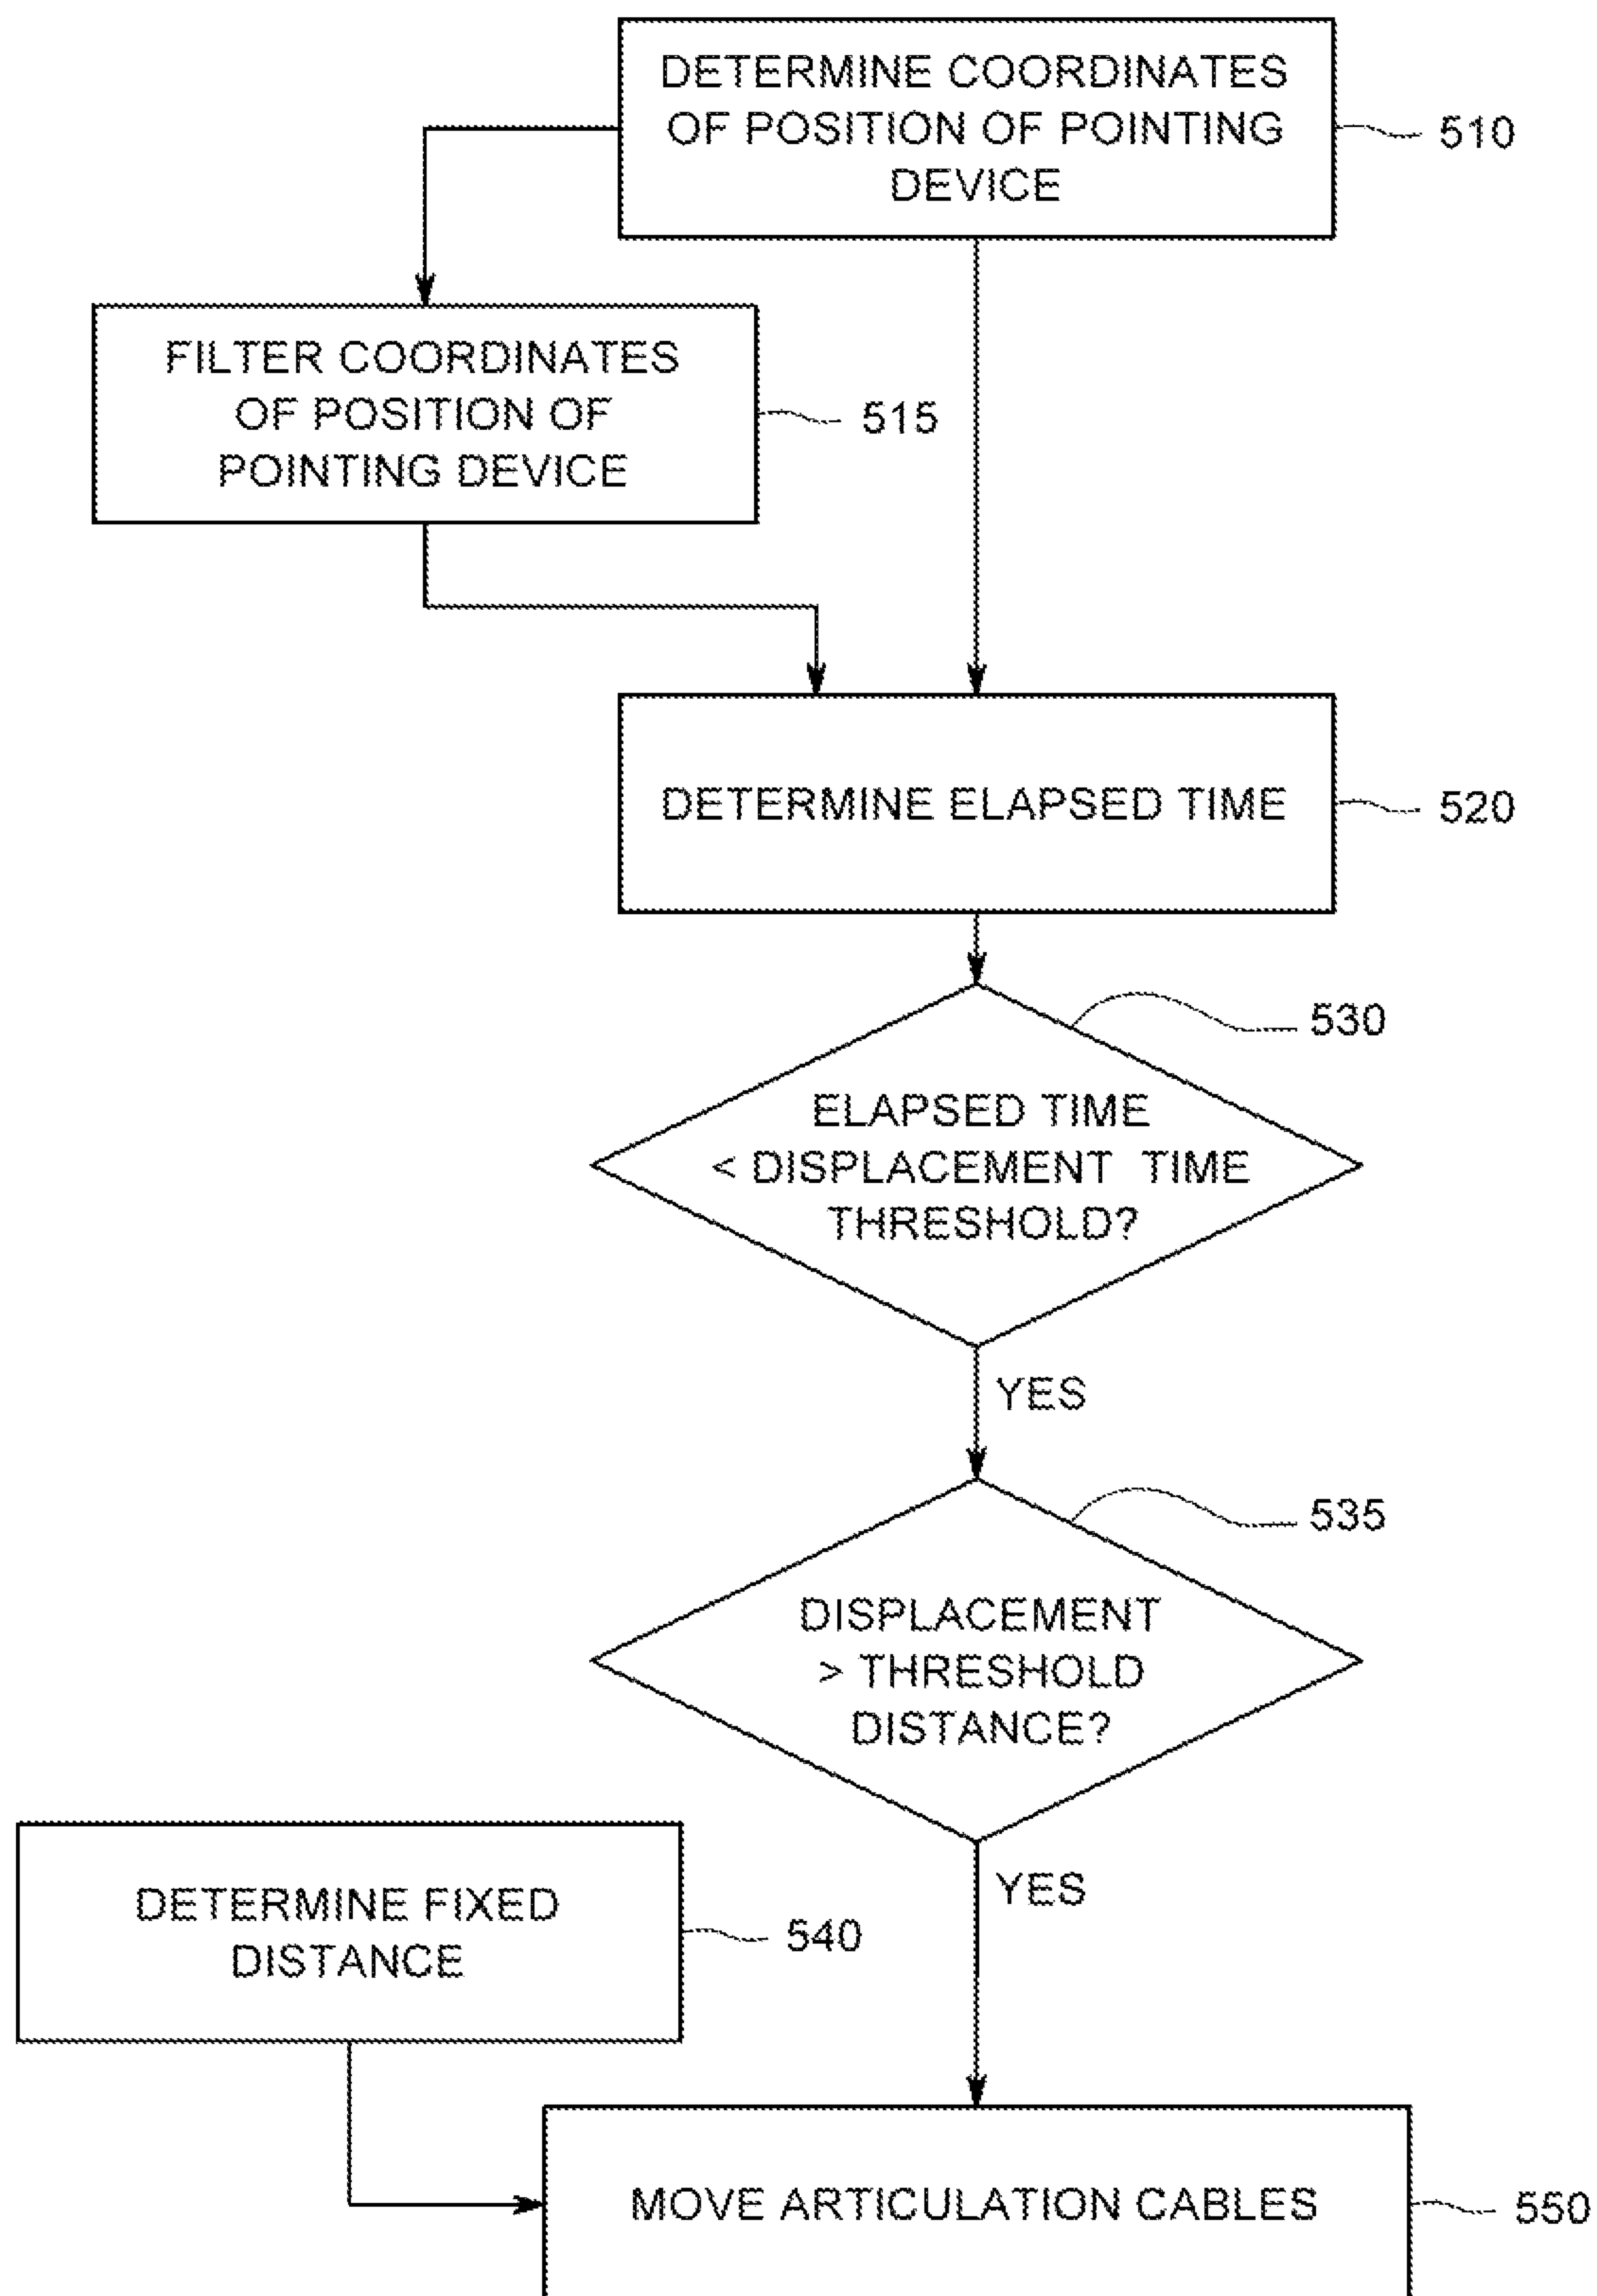 DETERMINE COORDINATES
OF POSITION OF POINTING
DEVICE
510
FILTER COORDINATES
OF POSITION OF
POINTING DEVICE
515
DETERMINE ELAPSED TIME
520
530
ELAPSED TIME
< DISPLACEMENT TIME
THRESHOLD?
YES
535
DISPLACEMENT
> THRESHOLD
DISTANCE?
YES
DETERMINE FIXED
DISTANCE
540
MOVE ARTICULATION CABLES
550